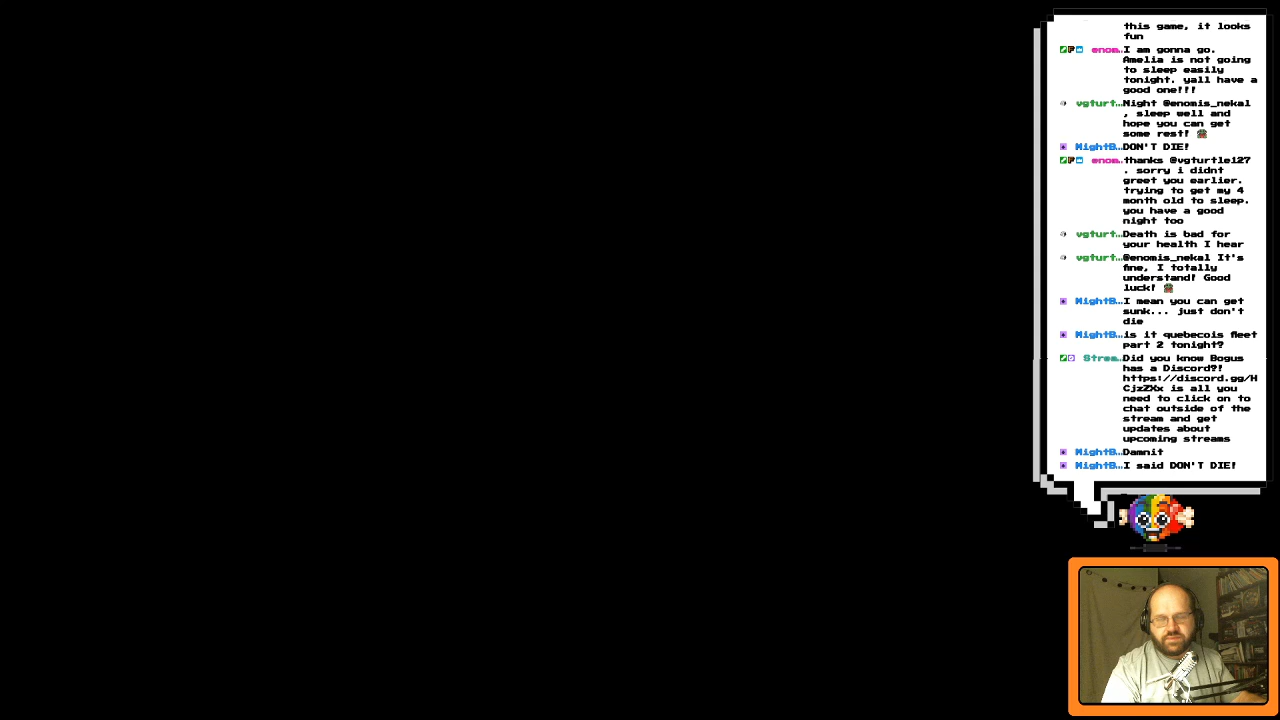 this game, it looks
fun
enom… I am gonna go.
Amelia is not going
to sleep easily
tonight. yall have a
good one!!!
vgturt… Night @enomis_nekal
, sleep well and
hope you can get
some rest!
NightB… DON'T DIE!
enom… thanks @vgturtle127
. sorry i didnt
greet you earlier.
trying to get my 4
month old to sleep.
you have a good
night too
vgturt… Death is bad for
your health I hear
vgturt… @enomis_nekal It's
fine, I totally
understand! Good
luck!
NightB… I mean you can get
sunk... just don't
die
NightB… is it quebecois fleet
part 2 tonight?
Strea… Did you know Bogus
has a Discord?!
https://discord.gg/H
CjzZXx is all you
need to click on to
chat outside of the
stream and get
updates about
upcoming streams
NightB… Damnit
NightB… I said DON'T DIE!